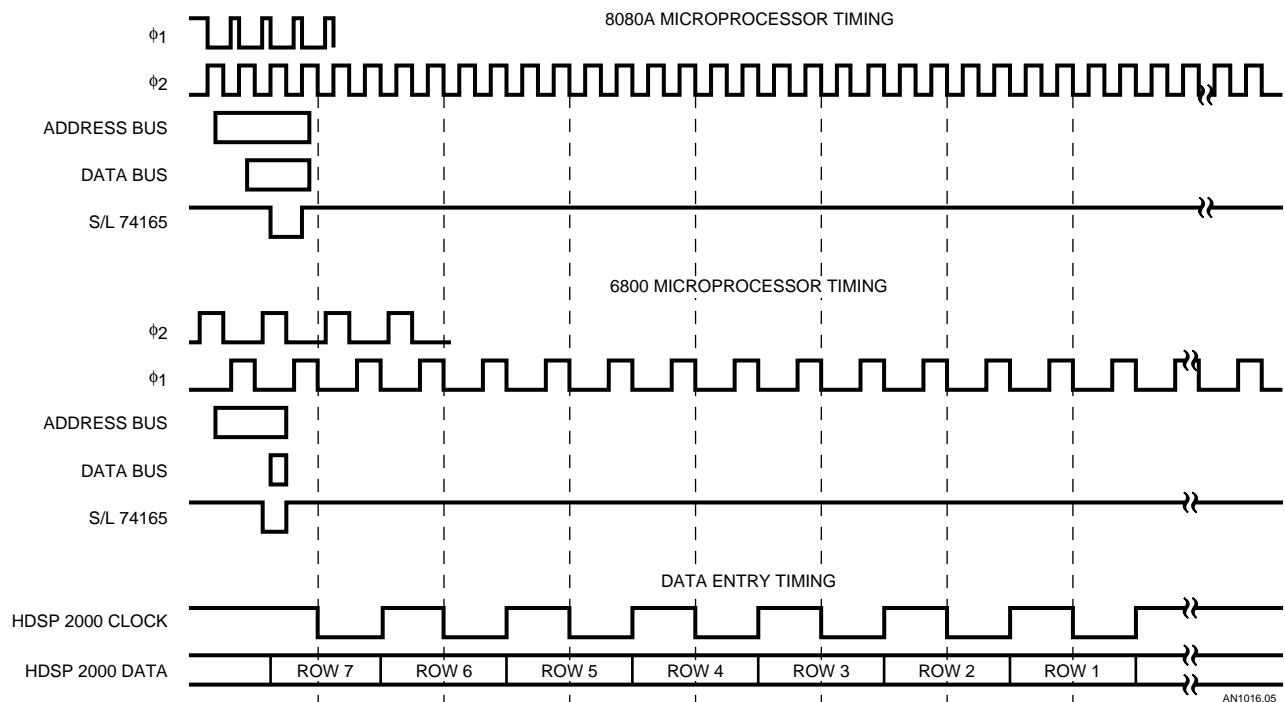 8080A MICROPROCESSOR TIMING
ϕ1
ϕ2
ADDRESS BUS
DATA BUS
S/L 74165
6800 MICROPROCESSOR TIMING
ϕ2
ϕ1
ADDRESS BUS
DATA BUS
S/L 74165
DATA ENTRY TIMING
HDSP 2000 CLOCK
HDSP 2000 DATA ROW 7 ROW 6 ROW 5 ROW 4 ROW 3 ROW 2 ROW 1
AN1016.05